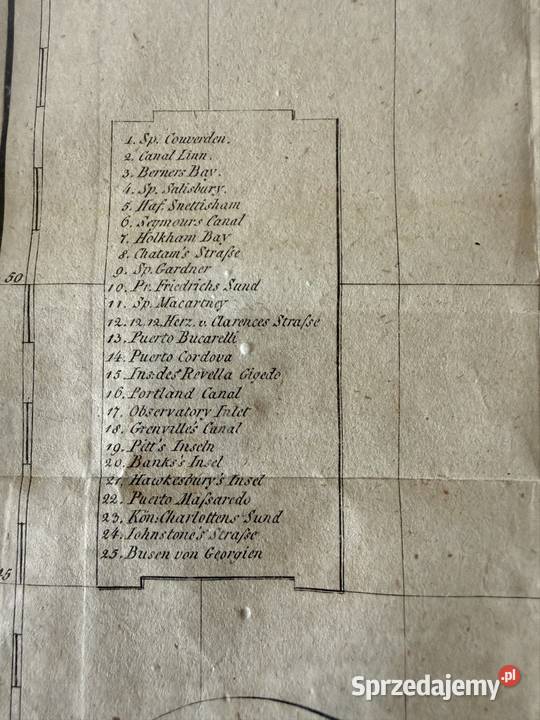 1. Sp. Couverden.
2. Canal Linn.
3. Berners Bay.
4. Sp. Salisbury.
5. Haf. Snettisham
6. Seymours Canal
7. Holkham Bay
8. Chatam's Straſse
9. Sp. Gardner
50
10. Pr. Friedrichs Sund
11. Sp. Macartney
12. 12. 12. Herz. v. Clarences Straſse
13. Puerto Bucarelli
14. Puerto Cordova
15. Ins: des Revella Gigedo
16. Portland Canal
17. Observatory Inlet
18. Grenville's Canal
19. Pitt's Inseln
20. Banks's Insel
21. Hawkesbury's Insel
22. Puerto Maſsaredo
23. Kön: Charlottens Sund
24. Iohnstone's Straſse
25. Busen von Georgien
45
Sprzedajemy.pl